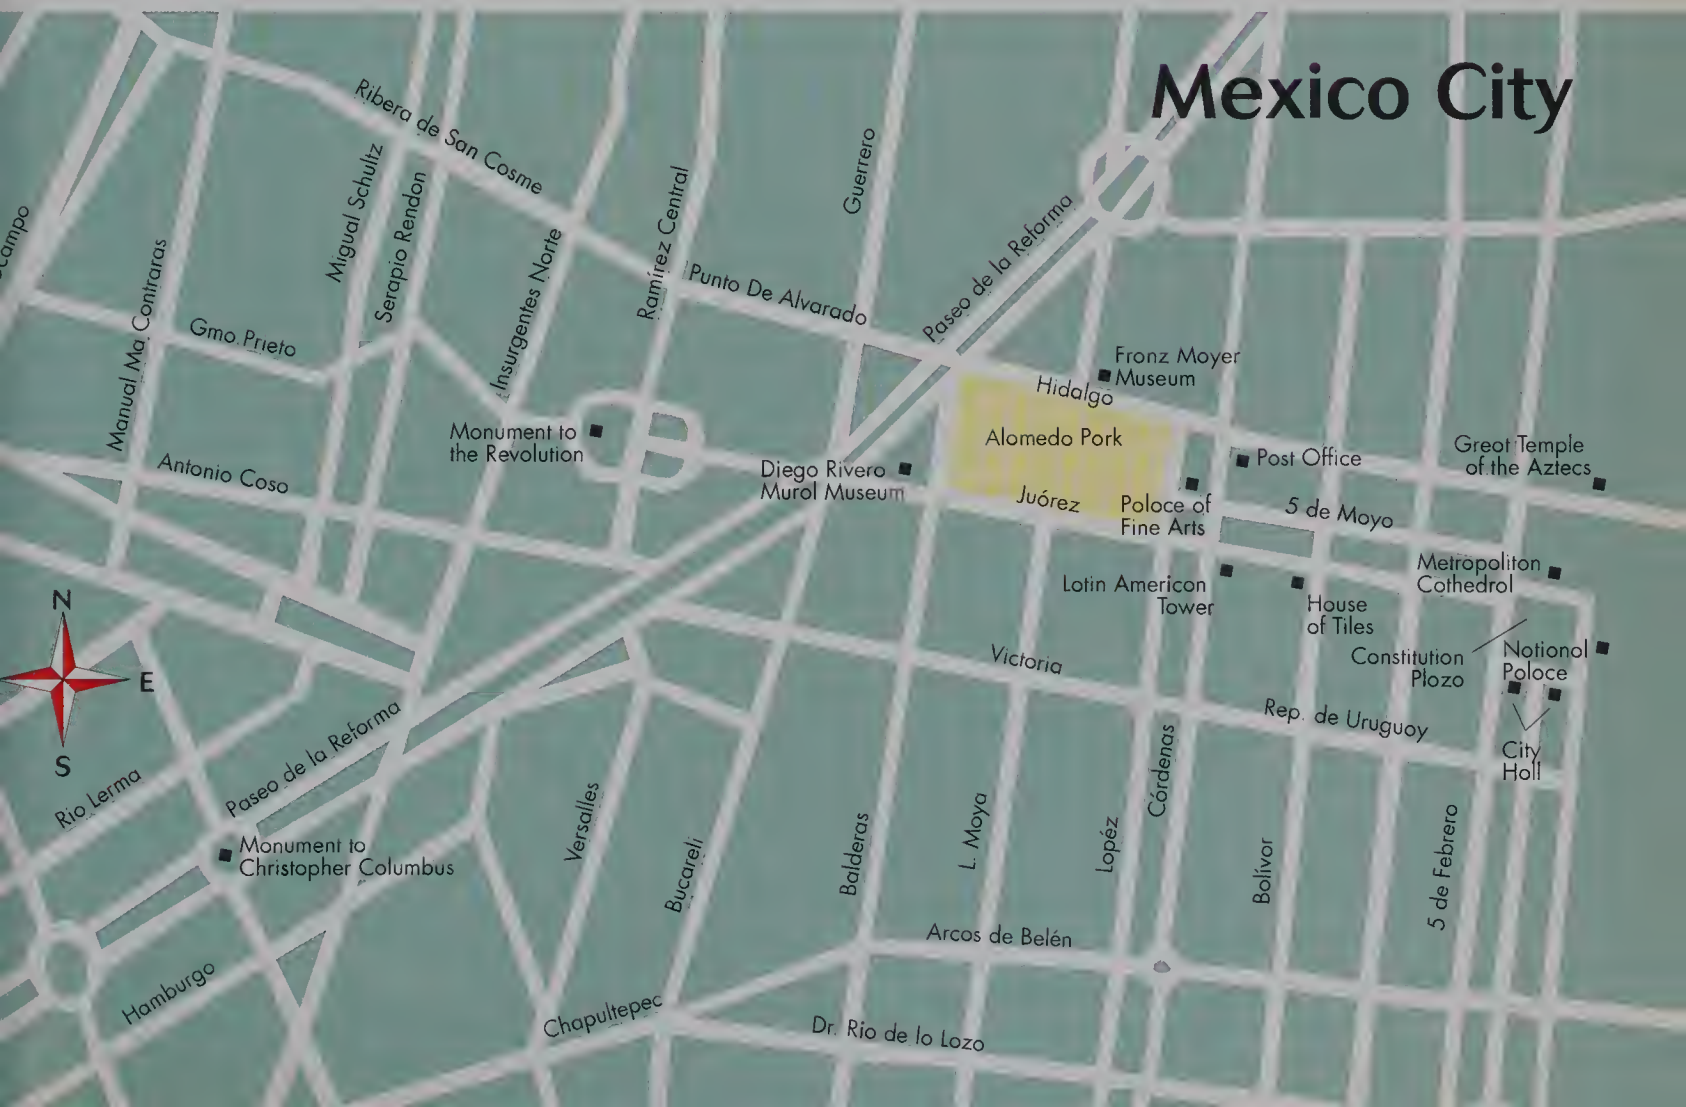 Mexico City
Ribera de San Cosme
Migual Schultz
Serapio Rendon
Ramírez Central
Guerrero
Paseo de la Reforma
Insurgentes Norte
Manual Ma Contraras
Gmo. Prieto
Punto De Alvarado
Fronz Moyer
Museum
Hidalgo
Monument to
the Revolution
Alomedo Pork
Post Office
Greot Temple
of the Aztecs
Antonio Coso
Diego Rivero
Murol Museum
Juórez
Poloce of
Fine Arts
5 de Moyo
Metropoliton
Cothedrol
Lotin American
Tower
House
of Tiles
N
E
S
Constitution
Plozo
Notionol
Poloce
Victoria
Rep. de Uruguoy
City
Holl
Paseo de la Reforma
Rio Lerma
Córdenas
Monument to
Christopher Columbus
Versalles
Bucareli
Balderas
L. Moya
Lopéz
Bolívor
5 de Febrero
Arcos de Belén
Hamburgo
Chapultepec
Dr. Rio de lo Lozo